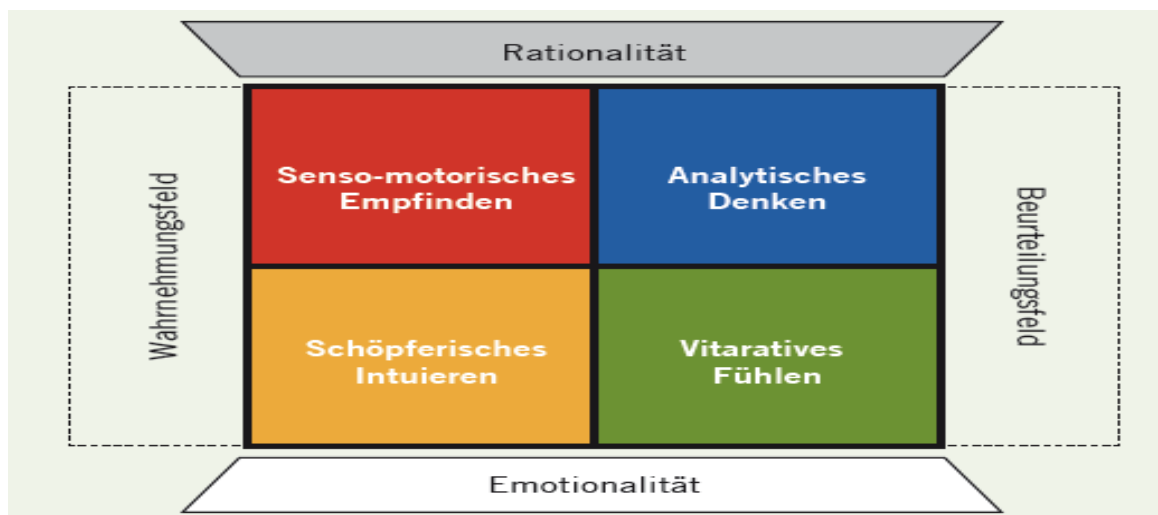 Rationalität
Wahrnehmungsfeld
Senso-motorisches
Empfinden
Analytisches
Denken
Beurteilungsfeld
Schöpferisches
Intuieren
Vitaratives
Fühlen
Emotionalität